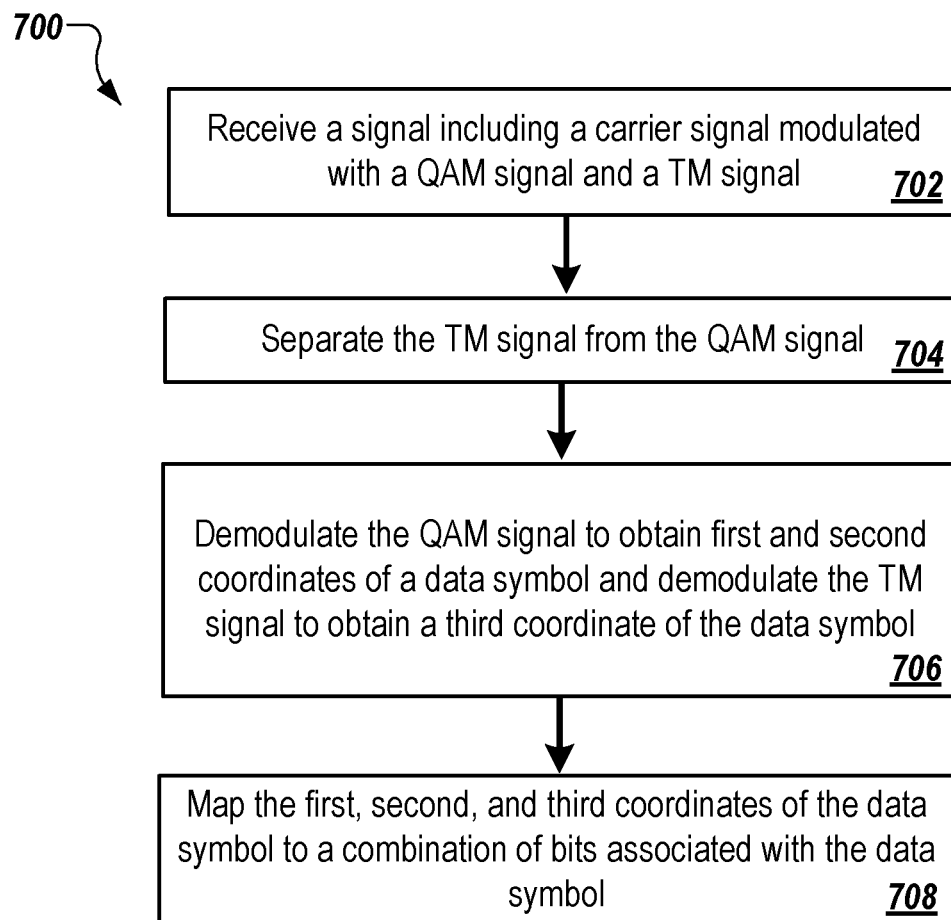 700
Receive a signal including a carrier signal modulated
with a QAM signal and a TM signal
702
Separate the TM signal from the QAM signal
704
Demodulate the QAM signal to obtain first and second
coordinates of a data symbol and demodulate the TM
signal to obtain a third coordinate of the data symbol
706
Map the first, second, and third coordinates of the data
symbol to a combination of bits associated with the data
symbol
708